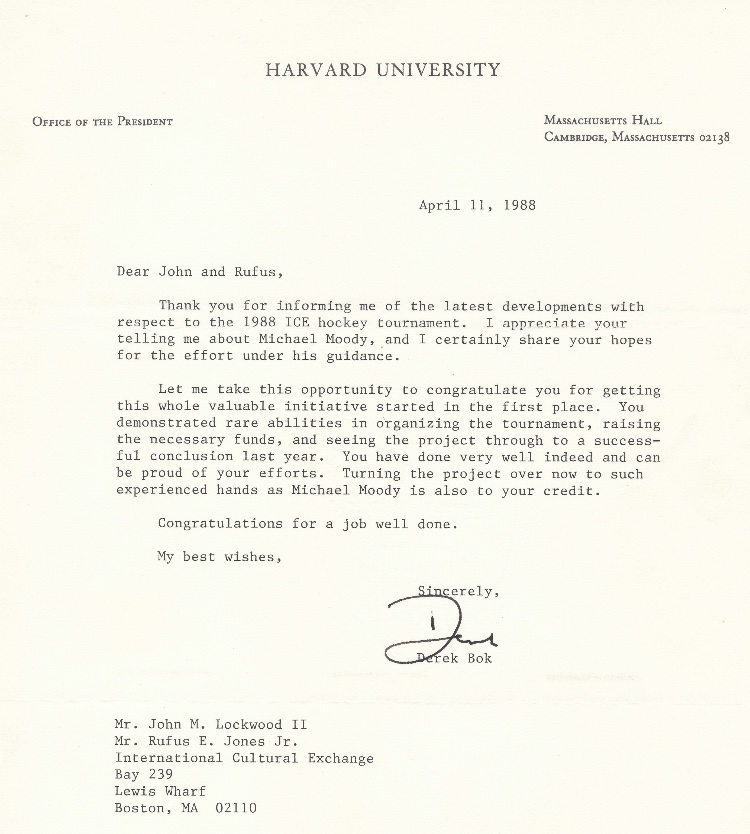 HARVARD UNIVERSITY
OFFICE OF THE PRESIDENT
MASSACHUSETTS HALL
CAMBRIDGE, MASSACHUSETTS 02138
April 11, 1988
Dear John and Rufus,
Thank you for informing me of the latest developments with
respect to the 1988 ICE hockey tournament. I appreciate your
telling me about Michael Moody, and I certainly share your hopes
for the effort under his guidance.
Let me take this opportunity to congratulate you for getting
this whole valuable initiative started in the first place. You
demonstrated rare abilities in organizing the tournament, raising
the necessary funds, and seeing the project through to a success-
ful conclusion last year. You have done very well indeed and can
be proud of your efforts. Turning the project over now to such
experienced hands as Michael Moody is also to your credit.
Congratulations for a job well done.
My best wishes,
Sincerely,
Derek
Derek Bok
Mr. John M. Lockwood II
Mr. Rufus E. Jones Jr.
International Cultural Exchange
Bay 239
Lewis Wharf
Boston, MA 02110